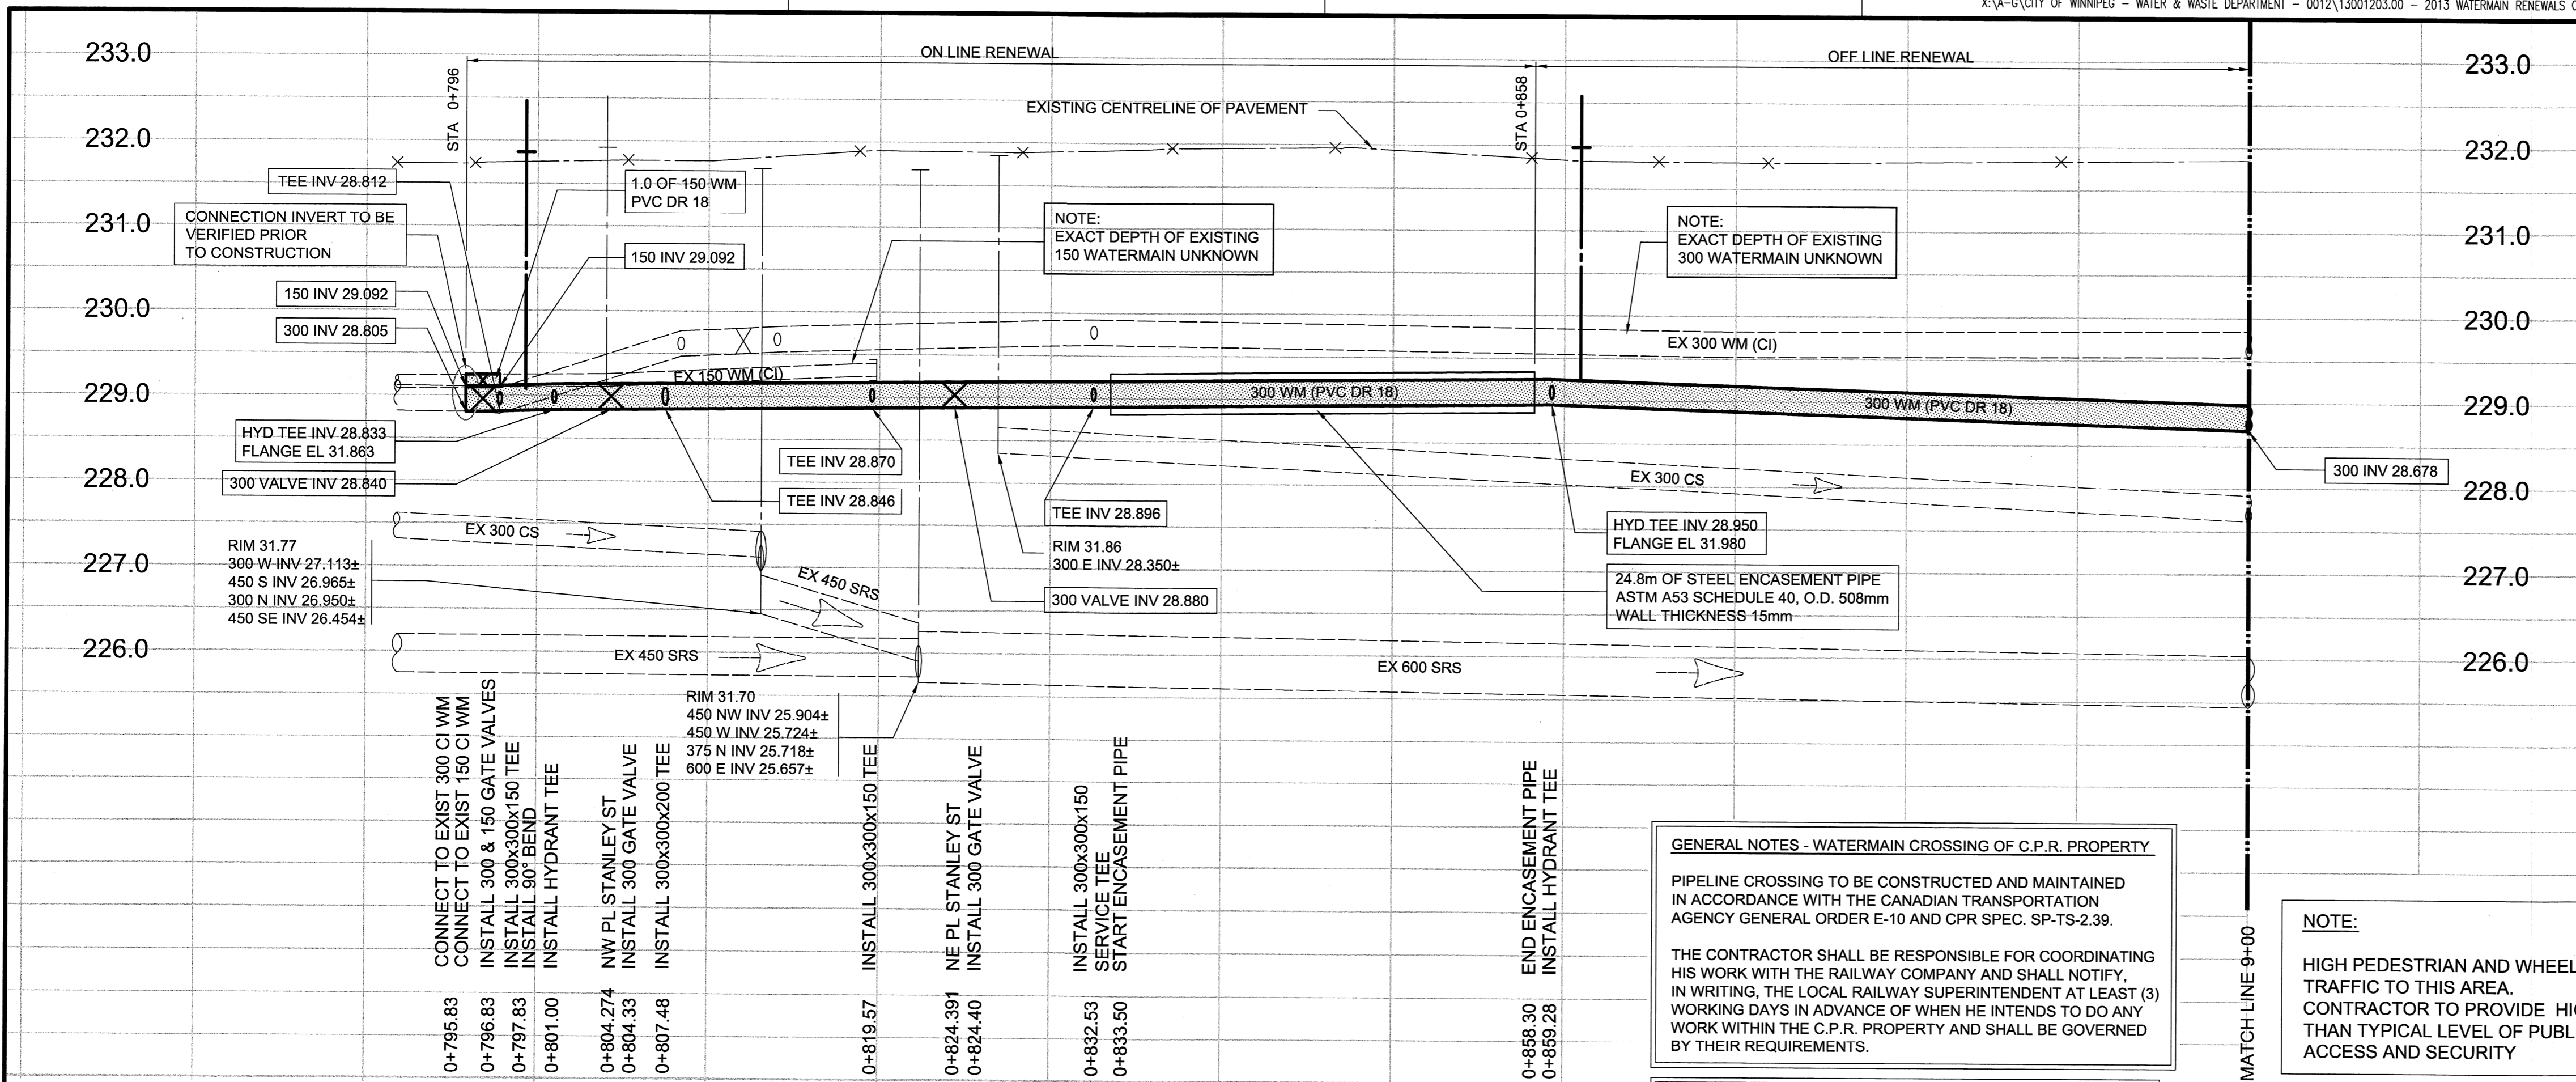 X:\A-G\CITY OF WINNIPEG - WATER & WASTE DEPARTMENT - 0012\13001203.00 - 2013 WATERMAIN RENEWALS
233.0
232.0
231.0
230.0
229.0
228.0
227.0
226.0
233.0
232.0
231.0
230.0
229.0
228.0
227.0
226.0
ON LINE RENEWAL
OFF LINE RENEWAL
STA 0+796
STA 0+858
EXISTING CENTRELINE OF PAVEMENT
TEE INV 28.812
1.0 OF 150 WM
PVC DR 18
CONNECTION INVERT TO BE
VERIFIED PRIOR
TO CONSTRUCTION
150 INV 29.092
150 INV 29.092
300 INV 28.805
NOTE:
EXACT DEPTH OF EXISTING
150 WATERMAIN UNKNOWN
NOTE:
EXACT DEPTH OF EXISTING
300 WATERMAIN UNKNOWN
EX 300 WM (CI)
EX 150 WM (CI)
300 WM (PVC DR 18)
300 WM (PVC DR 18)
HYD TEE INV 28.833
FLANGE EL 31.863
300 VALVE INV 28.840
TEE INV 28.870
TEE INV 28.846
TEE INV 28.896
RIM 31.86
300 E INV 28.350±
300 VALVE INV 28.880
EX 300 CS
300 INV 28.678
HYD TEE INV 28.950
FLANGE EL 31.980
24.8m OF STEEL ENCASEMENT PIPE
ASTM A53 SCHEDULE 40, O.D. 508mm
WALL THICKNESS 15mm
EX 300 CS
RIM 31.77
300 W INV 27.113±
450 S INV 26.965±
300 N INV 26.950±
450 SE INV 26.454±
EX 450 SRS
EX 450 SRS
EX 600 SRS
RIM 31.70
450 NW INV 25.904±
450 W INV 25.724±
375 N INV 25.718±
600 E INV 25.657±
CONNECT TO EXIST 300 CI WM
CONNECT TO EXIST 150 CI WM
INSTALL 300 & 150 GATE VALVES
INSTALL 300x300x150 TEE
INSTALL 90° BEND
INSTALL HYDRANT TEE
NW PL STANLEY ST
INSTALL 300 GATE VALVE
INSTALL 300x300x200 TEE
INSTALL 300x300x150 TEE
NE PL STANLEY ST
INSTALL 300 GATE VALVE
INSTALL 300x300x150
SERVICE TEE
START ENCASEMENT PIPE
END ENCASEMENT PIPE
INSTALL HYDRANT TEE
0+795.83
0+796.83
0+797.83
0+801.00
0+804.274
0+804.33
0+807.48
0+819.57
0+824.391
0+824.40
0+832.53
0+833.50
0+858.30
0+859.28
MATCH LINE 9+00
GENERAL NOTES - WATERMAIN CROSSING OF C.P.R. PROPERTY
PIPELINE CROSSING TO BE CONSTRUCTED AND MAINTAINED
IN ACCORDANCE WITH THE CANADIAN TRANSPORTATION
AGENCY GENERAL ORDER E-10 AND CPR SPEC. SP-TS-2.39.
THE CONTRACTOR SHALL BE RESPONSIBLE FOR COORDINATING
HIS WORK WITH THE RAILWAY COMPANY AND SHALL NOTIFY,
IN WRITING, THE LOCAL RAILWAY SUPERINTENDENT AT LEAST (3)
WORKING DAYS IN ADVANCE OF WHEN HE INTENDS TO DO ANY
WORK WITHIN THE C.P.R. PROPERTY AND SHALL BE GOVERNED
BY THEIR REQUIREMENTS.
NOTE:
HIGH PEDESTRIAN AND WHEEL
TRAFFIC TO THIS AREA.
CONTRACTOR TO PROVIDE
THAN TYPICAL LEVEL OF
ACCESS AND SECURITY